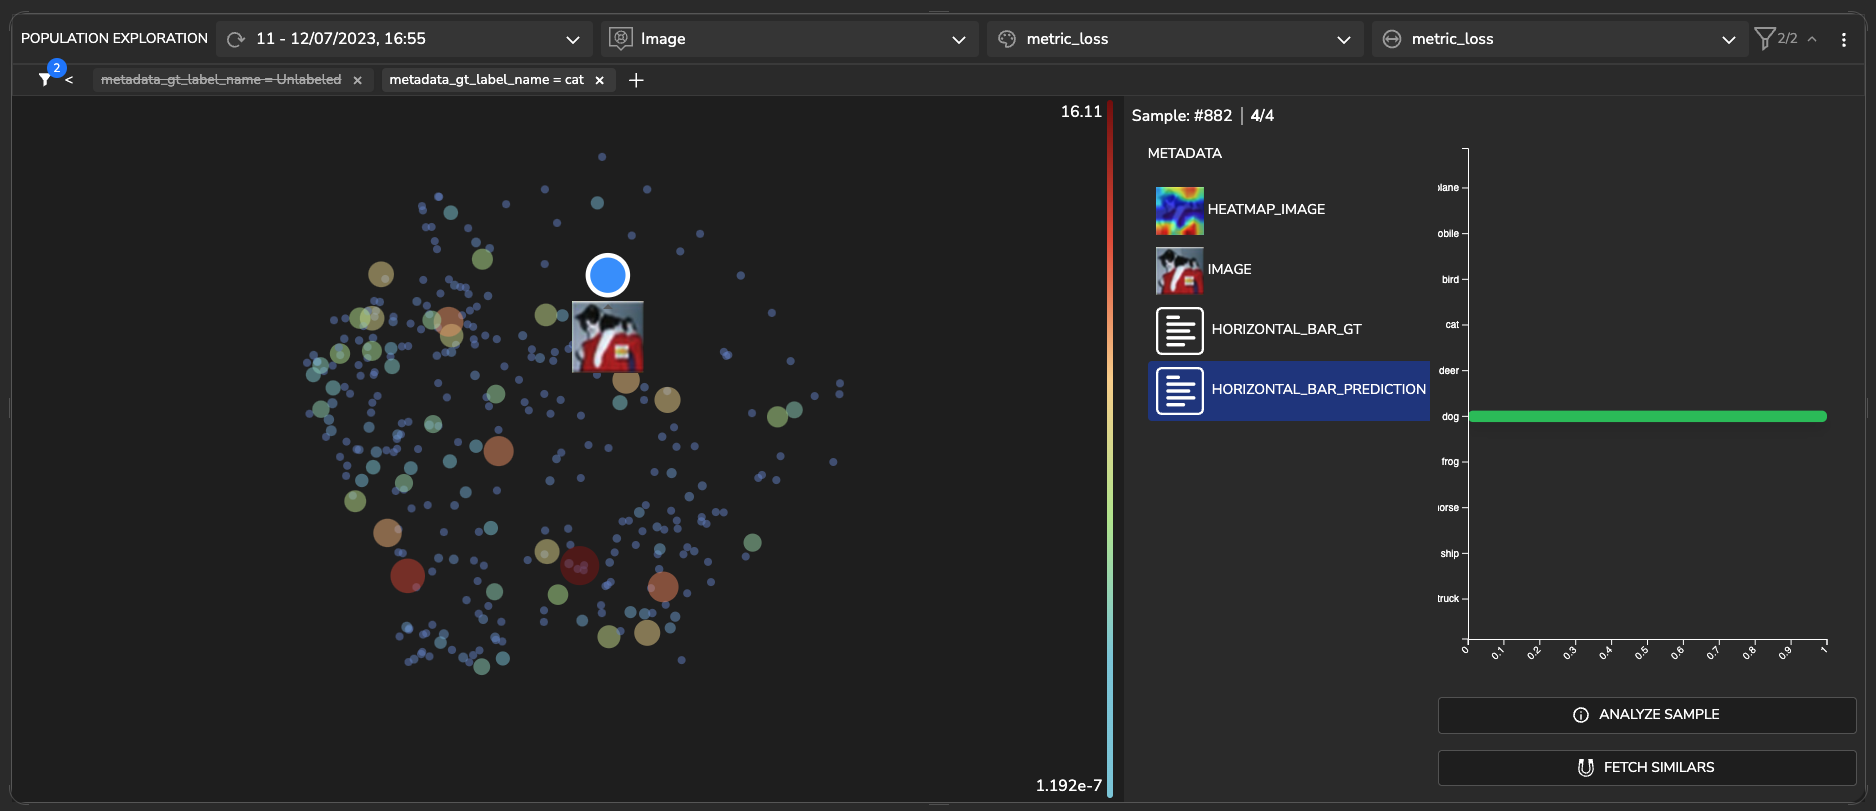 POPULATION EXPLORATION
11 - 12/07/2023, 16:55
Image
metric_loss
metric_loss
2/2
2
<
metadata_gt_label_name = Unlabeled ×
metadata_gt_label_name = cat ×
+
16.11
1.192e-7
Sample: #882 | 4/4
METADATA
HEATMAP_IMAGE
IMAGE
HORIZONTAL_BAR_GT
HORIZONTAL_BAR_PREDICTION
plane
obile
bird
cat
deer
dog
frog
orse
ship
truck
0 0.1 0.2 0.3 0.4 0.5 0.6 0.7 0.8 0.9 1
ANALYZE SAMPLE
FETCH SIMILARS